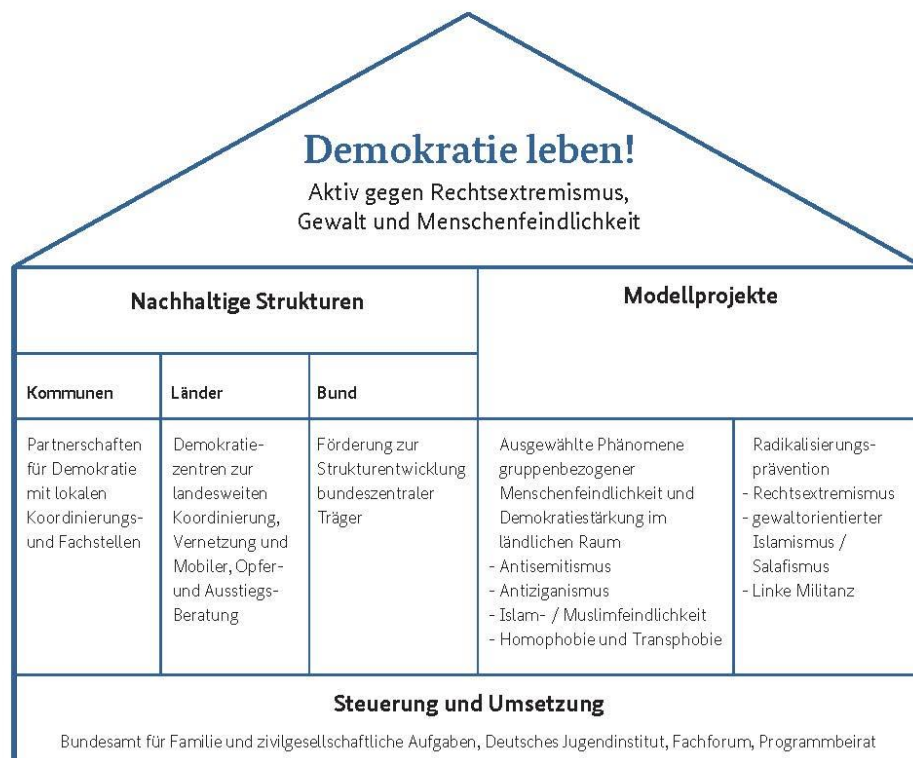 Demokratie leben!
Aktiv gegen Rechtsextremismus,
Gewalt und Menschenfeindlichkeit
Nachhaltige Strukturen
Modellprojekte
Kommunen
Länder
Bund
Partnerschaften
für Demokratie
mit lokalen
Koordinierungs-
und Fachstellen
Demokratie-
zentren zur
landesweiten
Koordinierung,
Vernetzung und
Mobiler, Opfer-
und Ausstiegs-
Beratung
Förderung zur
Strukturentwicklung
bundeszentraler
Träger
Ausgewählte Phänomene
gruppenbezogener
Menschenfeindlichkeit und
Demokratiestärkung im
ländlichen Raum
- Antisemitismus
- Antiziganismus
- Islam- / Muslimfeindlichkeit
- Homophobie und Transphobie
Radikalisierungs-
prävention
- Rechtsextremismus
- gewaltorientierter
Islamismus /
Salafismus
- Linke Militanz
Steuerung und Umsetzung
Bundesamt für Familie und zivilgesellschaftliche Aufgaben, Deutsches Jugendinstitut, Fachforum, Programmbeirat